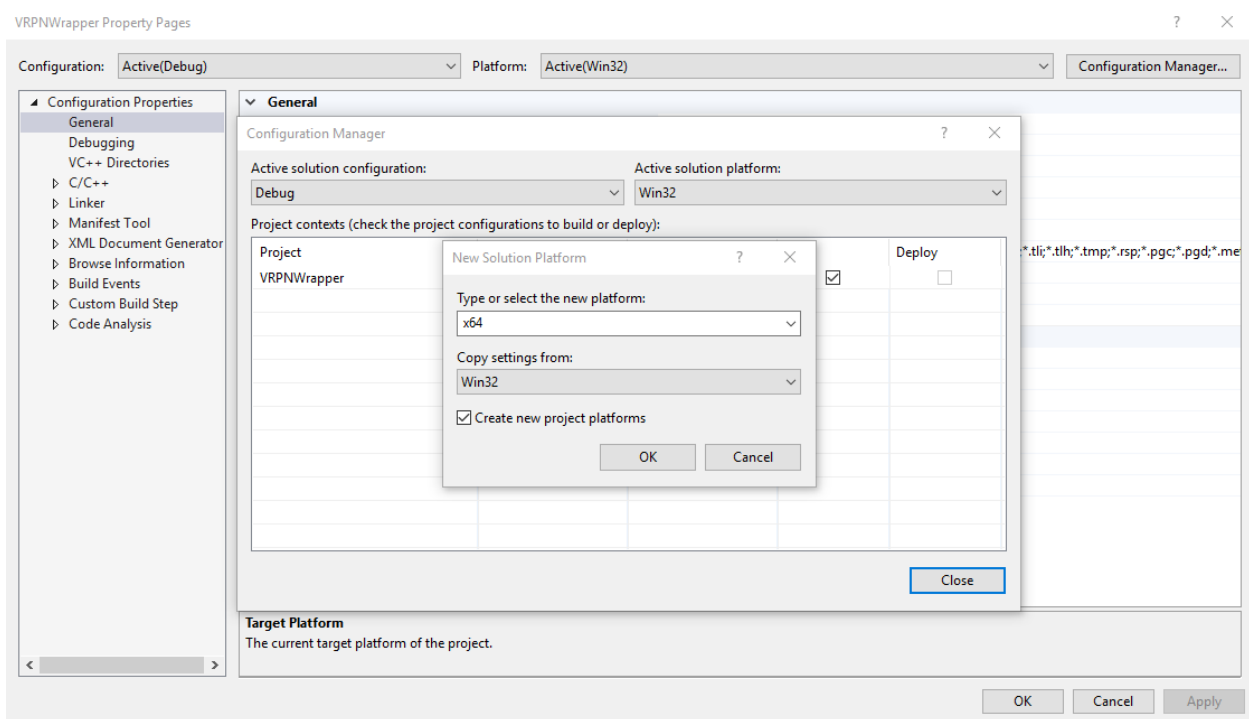 VRPNWrapper Property Pages
Configuration: Active(Debug) Platform: Active(Win32) Configuration Manager...
Configuration Properties
General
Debugging
VC++ Directories
C/C++
Linker
Manifest Tool
XML Document Generator
Browse Information
Build Events
Custom Build Step
Code Analysis
General
Configuration Manager
Active solution configuration: Active solution platform:
Debug Win32
Project contexts (check the project configurations to build or deploy):
Project Deploy
VRPNWrapper
New Solution Platform
Type or select the new platform:
x64
Copy settings from:
Win32
Create new project platforms
OK Cancel
;*.tli;*.tlh;*.tmp;*.rsp;*.pgc;*.pgd;*.me
Close
Target Platform
The current target platform of the project.
OK Cancel Apply